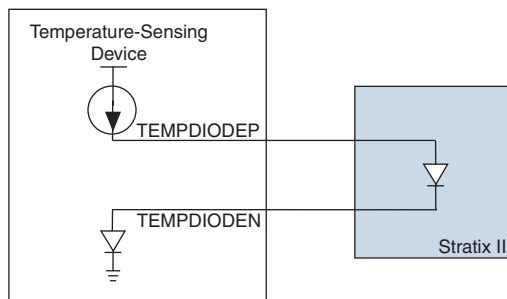 Temperature-Sensing
Device
TEMPDIODEP
TEMPDIODEN
Stratix II